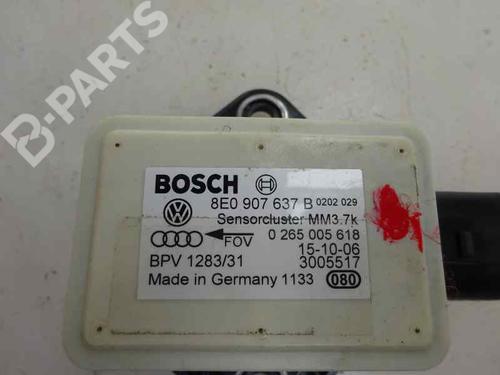 B-PARTS
BOSCH
8E0 907 637 B 0202 029
Sensorcluster MM3.7k
FOV 0 265 005 618
15-10-06
BPV 1283/31 3005517
Made in Germany 1133 080